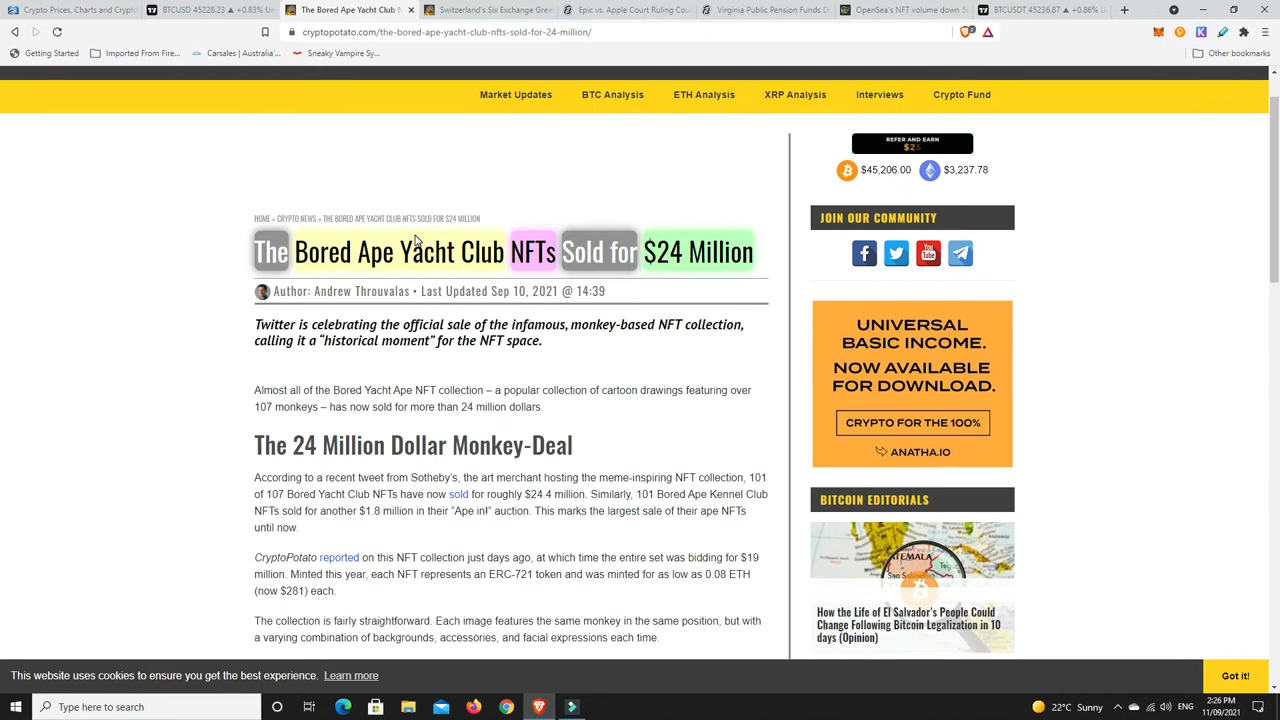 Crypto Prices, Charts and Crypto
BTCUSD 45228.23 ▲ +0.83% Un
The Bored Ape Yacht Club N
Switzerland's Six Exchange Gree
Epic vs. Apple Court Ruling Cou
Virginia Public Pension Funds D
OpenSea's NFT volume down 5
BTCUSDT 45236.87 ▲ +0.86% U
cryptopotato.com/the-bored-ape-yacht-club-nfts-sold-for-24-million/
Getting Started
Imported From Fire...
Carsales | Australia'...
Sneaky Vampire Sy...
Other bookmarks
Market Updates
BTC Analysis
ETH Analysis
XRP Analysis
Interviews
Crypto Fund
HOME » CRYPTO NEWS » THE BORED APE YACHT CLUB NFTS SOLD FOR $24 MILLION
The Bored Ape Yacht Club NFTs Sold for $24 Million
Author: Andrew Throuvalas • Last Updated Sep 10, 2021 @ 14:39
Twitter is celebrating the official sale of the infamous, monkey-based NFT collection,
calling it a “historical moment” for the NFT space.
Almost all of the Bored Yacht Ape NFT collection – a popular collection of cartoon drawings featuring over
107 monkeys – has now sold for more than 24 million dollars.
The 24 Million Dollar Monkey-Deal
According to a recent tweet from Sotheby's, the art merchant hosting the meme-inspiring NFT collection, 101
of 107 Bored Yacht Club NFTs have now sold for roughly $24.4 million. Similarly, 101 Bored Ape Kennel Club
NFTs sold for another $1.8 million in their “Ape in!” auction. This marks the largest sale of their ape NFTs
until now.
CryptoPotato reported on this NFT collection just days ago, at which time the entire set was bidding for $19
million. Minted this year, each NFT represents an ERC-721 token and was minted for as low as 0.08 ETH
(now $281) each.
The collection is fairly straightforward. Each image features the same monkey in the same position, but with
a varying combination of backgrounds, accessories, and facial expressions each time.
REFER AND EARN
$25
$45,206.00
$3,237.78
JOIN OUR COMMUNITY
UNIVERSAL
BASIC INCOME.
NOW AVAILABLE
FOR DOWNLOAD.
CRYPTO FOR THE 100%
ANATHA.IO
BITCOIN EDITORIALS
How the Life of El Salvador's People Could
Change Following Bitcoin Legalization in 10
days (Opinion)
This website uses cookies to ensure you get the best experience. Learn more
Got it!
Type here to search
22°C Sunny
ENG
2:26 PM
11/09/2021